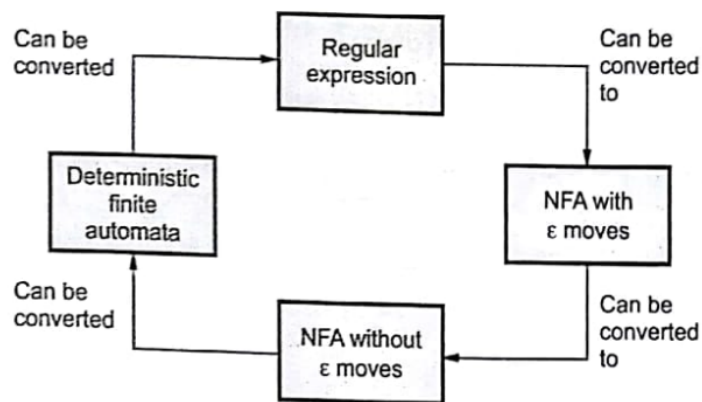 Can be
converted
Regular
expression
Can be
converted
to
Deterministic
finite
automata
NFA with
ε moves
Can be
converted
NFA without
ε moves
Can be
converted
to